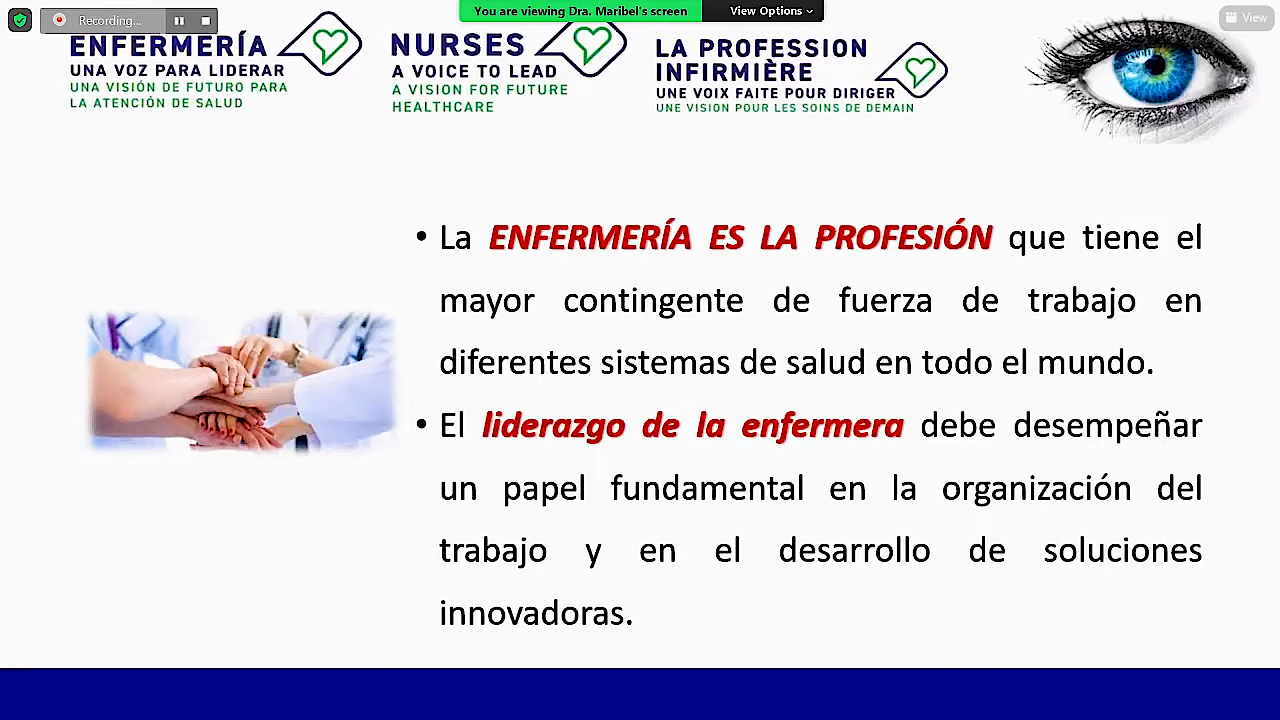 Recording...
You are viewing Dra. Maribel's screen
View Options
View
ENFERMERÍA
UNA VOZ PARA LIDERAR
UNA VISIÓN DE FUTURO PARA
LA ATENCIÓN DE SALUD
NURSES
A VOICE TO LEAD
A VISION FOR FUTURE
HEALTHCARE
LA PROFESSION
INFIRMIÈRE
UNE VOIX FAITE POUR DIRIGER
UNE VISION POUR LES SOINS DE DEMAIN
• La ENFERMERÍA ES LA PROFESIÓN que tiene el
mayor contingente de fuerza de trabajo en
diferentes sistemas de salud en todo el mundo.
• El liderazgo de la enfermera debe desempeñar
un papel fundamental en la organización del
trabajo y en el desarrollo de soluciones
innovadoras.